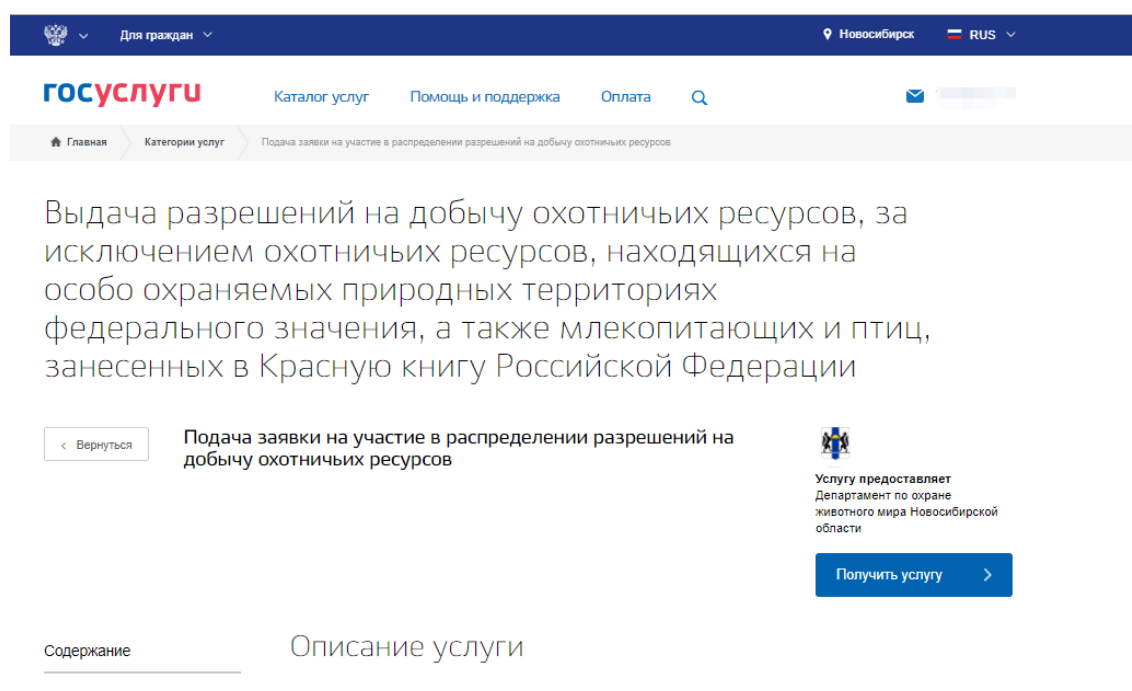 Для граждан
Новосибирск
RUS
госуслуги
Каталог услуг
Помощь и поддержка
Оплата
Главная
Категории услуг
Подача заявки на участие в распределении разрешений на добычу охотничьих ресурсов
Выдача разрешений на добычу охотничьих ресурсов, за
исключением охотничьих ресурсов, находящихся на
особо охраняемых природных территориях
федерального значения, а также млекопитающих и птиц,
занесенных в Красную книгу Российской Федерации
Вернуться
Подача заявки на участие в распределении разрешений на
добычу охотничьих ресурсов
Услугу предоставляет
Департамент по охране
животного мира Новосибирской
области
Получить услугу
Содержание
Описание услуги